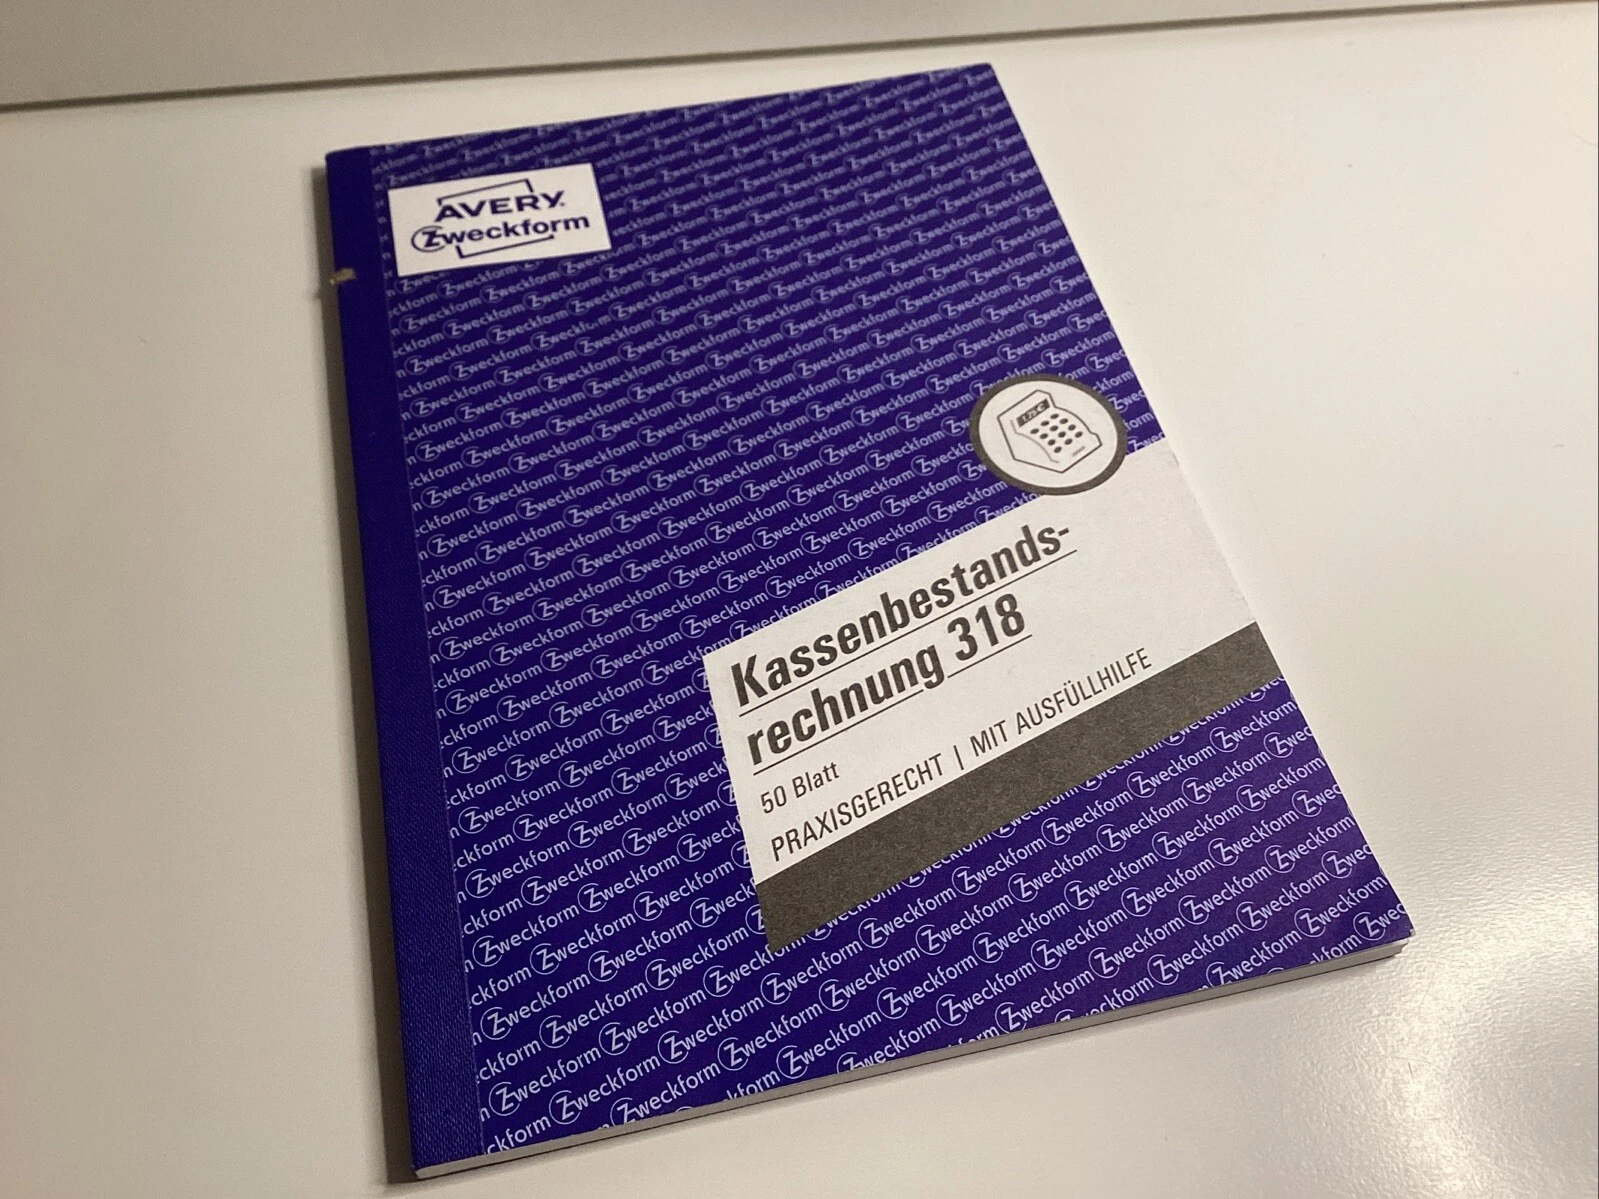 AVERY
Zweckform
Kassenbestands-
rechnung 318
50 Blatt
PRAXISGERECHT | MIT AUSFÜLLHILFE